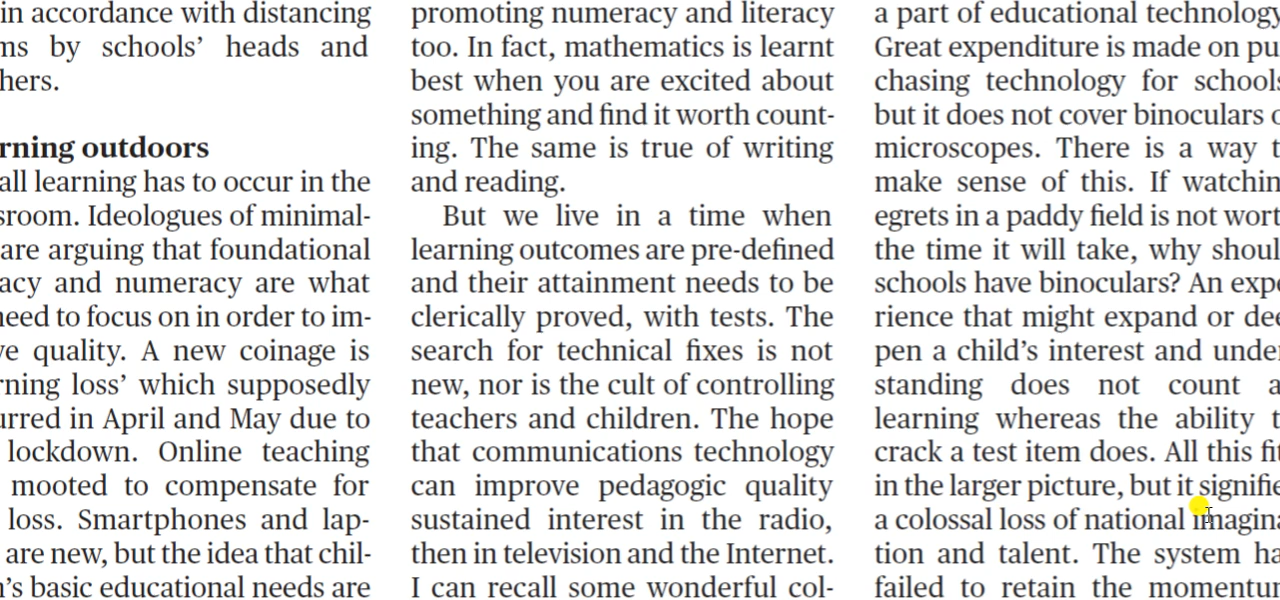 in accordance with distancing
ms by schools' heads and
hers.
rning outdoors
all learning has to occur in the
sroom. Ideologues of minimal-
are arguing that foundational
acy and numeracy are what
need to focus on in order to im-
ve quality. A new coinage is
rning loss' which supposedly
urred in April and May due to
lockdown. Online teaching
mooted to compensate for
loss. Smartphones and lap-
are new, but the idea that chil-
n's basic educational needs are
promoting numeracy and literacy
too. In fact, mathematics is learnt
best when you are excited about
something and find it worth count-
ing. The same is true of writing
and reading.
But we live in a time when
learning outcomes are pre-defined
and their attainment needs to be
clerically proved, with tests. The
search for technical fixes is not
new, nor is the cult of controlling
teachers and children. The hope
that communications technology
can improve pedagogic quality
sustained interest in the radio,
then in television and the Internet.
I can recall some wonderful col-
a part of educational technology
Great expenditure is made on pu
chasing technology for schools
but it does not cover binoculars o
microscopes. There is a way t
make sense of this. If watchin
egrets in a paddy field is not wort
the time it will take, why shoul
schools have binoculars? An expe
rience that might expand or dee
pen a child's interest and under
standing does not count a
learning whereas the ability t
crack a test item does. All this fit
in the larger picture, but it signifie
a colossal loss of national imagina
tion and talent. The system ha
failed to retain the momentum